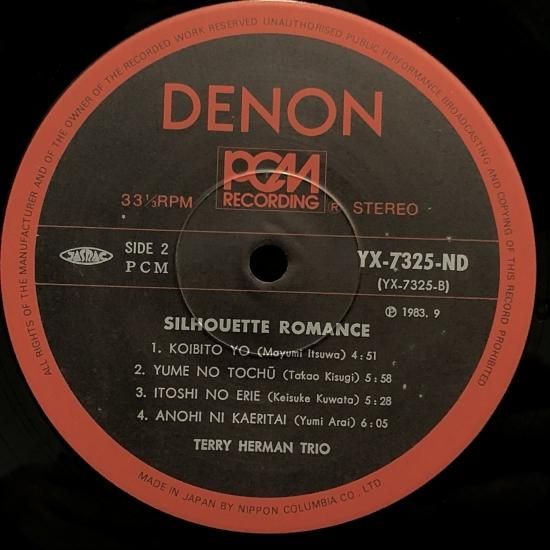 ALL RIGHTS OF THE MANUFACTURER AND OF THE OWNER OF THE RECORDED WORK RESERVED UNAUTHORISED PUBLIC PERFORMANCE BROADCASTING AND COPYING OF THIS RECORD PROHIBITED
DENON
PCM
RECORDING
33⅓RPM
® STEREO
JASRAC
SIDE 2
PCM
YX-7325-ND
(YX-7325-B)
℗ 1983. 9
SILHOUETTE ROMANCE
1. KOIBITO YO (Mayumi Itsuwa) 4:51
2. YUME NO TOCHŪ (Takao Kisugi) 5:58
3. ITOSHI NO ERIE (Keisuke Kuwata) 5:28
4. ANOHI NI KAERITAI (Yumi Arai) 6:05
TERRY HERMAN TRIO
MADE IN JAPAN BY NIPPON COLUMBIA CO., LTD